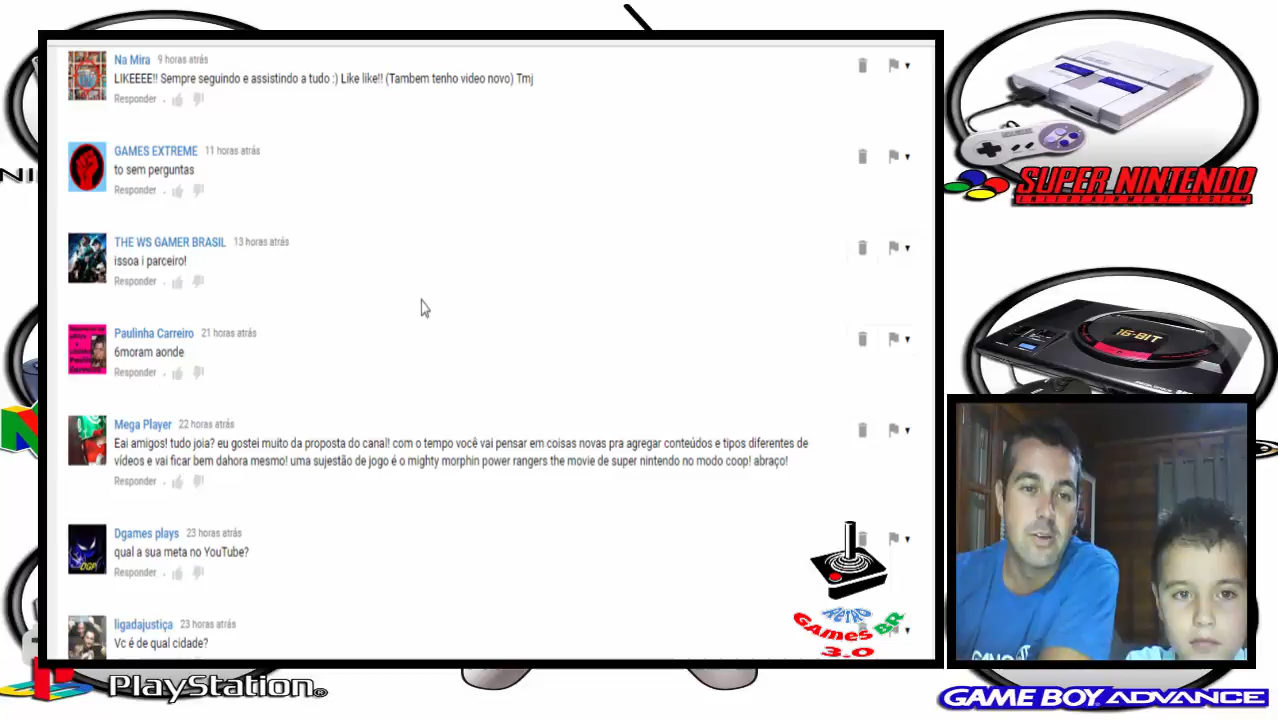 Na Mira 9 horas atrás
LIKEEEE!! Sempre seguindo e assistindo a tudo :) Like like!! (Tambem tenho video novo) Tmj
Responder
GAMES EXTREME 11 horas atrás
to sem perguntas
Responder
THE WS GAMER BRASIL 13 horas atrás
issoa i parceiro!
Responder
Paulinha Carreiro 21 horas atrás
6moram aonde
Responder
Mega Player 22 horas atrás
Eai amigos! tudo joia? eu gostei muito da proposta do canal! com o tempo você vai pensar em coisas novas pra agregar conteúdos e tipos diferentes de
vídeos e vai ficar bem dahora mesmo! uma sujestão de jogo é o mighty morphin power rangers the movie de super nintendo no modo coop! abraço!
Responder
Dgames plays 23 horas atrás
qual a sua meta no YouTube?
Responder
ligadajustiça 23 horas atrás
Vc é de qual cidade?
SUPER NINTENDO
ENTERTAINMENT SYSTEM
16-BIT
RETRO
GAMES BR
3.0
PlayStation®
GAME BOY ADVANCE